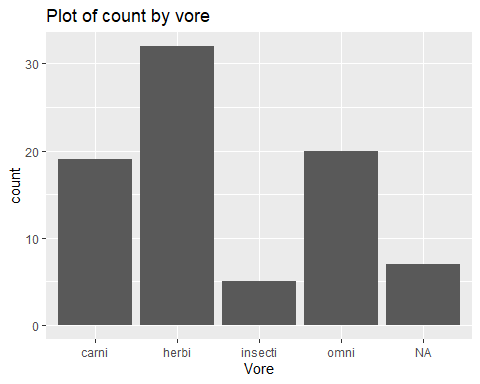 Plot of count by vore
30
20
10
0
count
carni herbi insecti omni NA
Vore